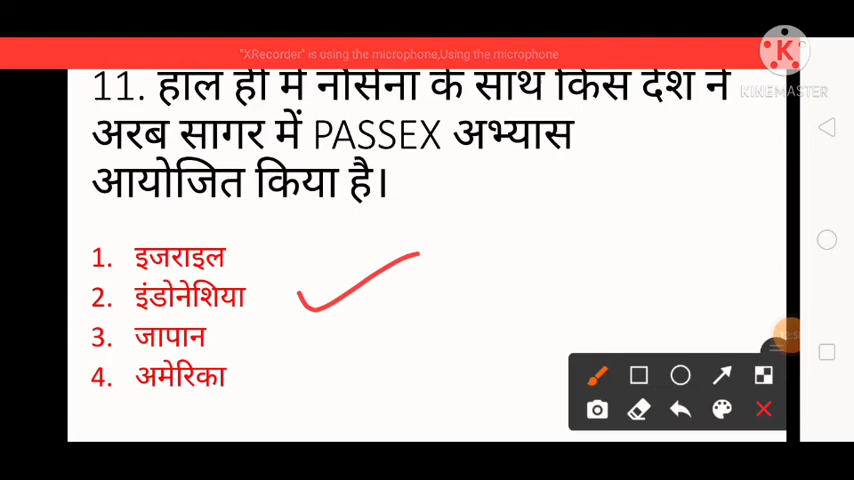 "XRecorder" is using the microphone,Using the microphone
K
KINEMASTER
11. हाल ही में नौसेना के साथ किस देश ने
अरब सागर में PASSEX अभ्यास
आयोजित किया है।
1. इजराइल
2. इंडोनेशिया
3. जापान
4. अमेरिका